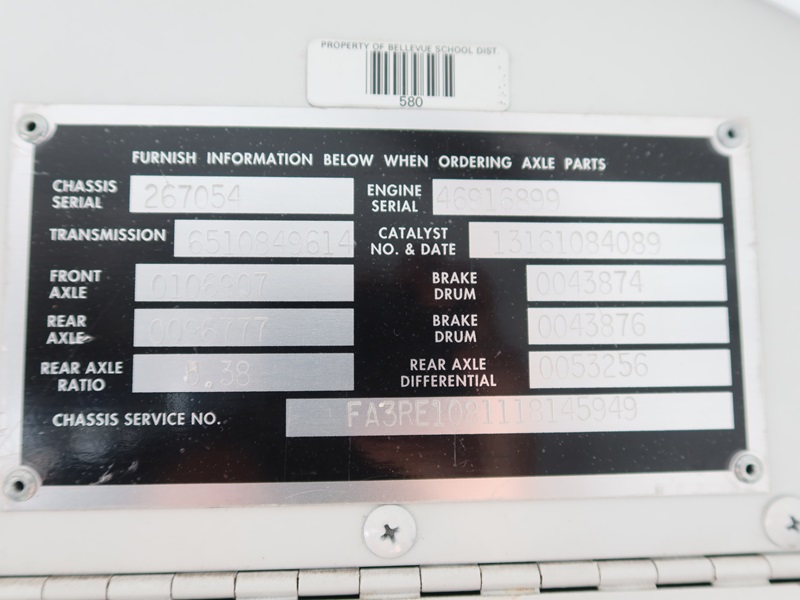 PROPERTY OF BELLEVUE SCHOOL DIST
580
FURNISH INFORMATION BELOW WHEN ORDERING AXLE PARTS
CHASSIS SERIAL 267054 ENGINE SERIAL 46916899
TRANSMISSION 6510849614 CATALYST NO. & DATE 13161084089
FRONT AXLE BRAKE DRUM 0043874
REAR AXLE BRAKE DRUM 0043876
REAR AXLE RATIO REAR AXLE DIFFERENTIAL 0053256
CHASSIS SERVICE NO. FA3RE1081118145949